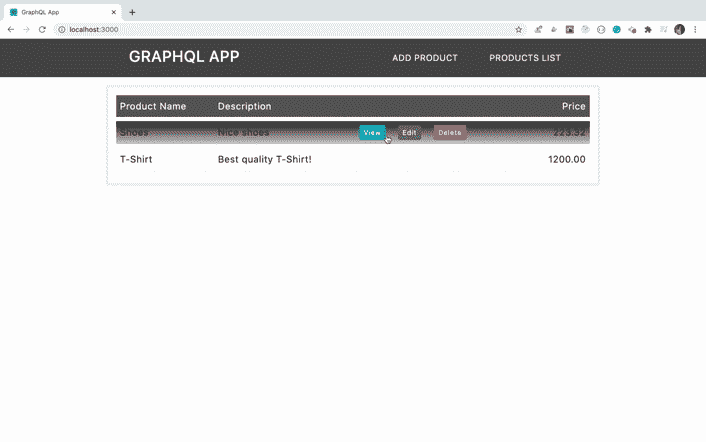 GraphQL App
localhost:3000
GRAPHQL APP
ADD PRODUCT PRODUCTS LIST
Product Name Description Price
Shoes Nice shoes View Edit Delete 223.32
T-Shirt Best quality T-Shirt! 1200.00